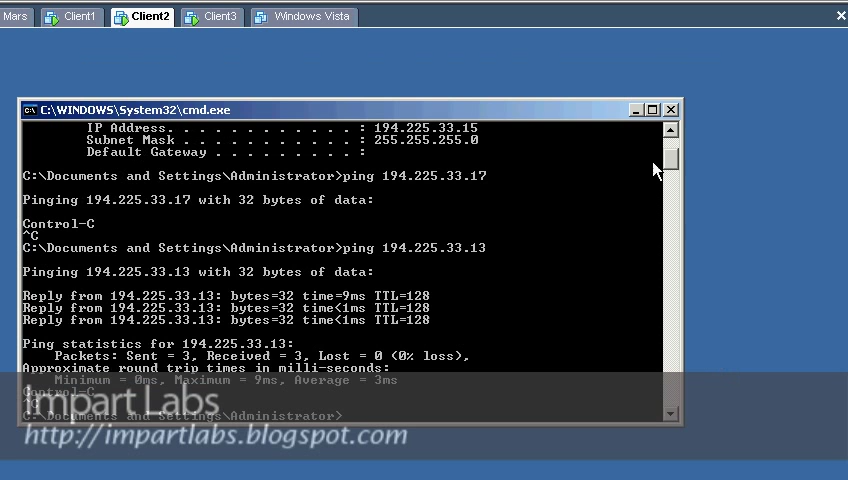 Mars Client1 Client2 Client3 Windows Vista
C:\WINDOWS\System32\cmd.exe
IP Address. . . . . . . . . . . . : 194.225.33.15
Subnet Mask . . . . . . . . . . . : 255.255.255.0
Default Gateway . . . . . . . . . :
C:\Documents and Settings\Administrator>ping 194.225.33.17
Pinging 194.225.33.17 with 32 bytes of data:
Control-C
^C
C:\Documents and Settings\Administrator>ping 194.225.33.13
Pinging 194.225.33.13 with 32 bytes of data:
Reply from 194.225.33.13: bytes=32 time=9ms TTL=128
Reply from 194.225.33.13: bytes=32 time<1ms TTL=128
Reply from 194.225.33.13: bytes=32 time<1ms TTL=128
Ping statistics for 194.225.33.13:
Packets: Sent = 3, Received = 3, Lost = 0 (0% loss),
Approximate round trip times in milli-seconds:
Minimum = 0ms, Maximum = 9ms, Average = 3ms
Control-C
^C
C:\Documents and Settings\Administrator>
Impart Labs
http://impartlabs.blogspot.com